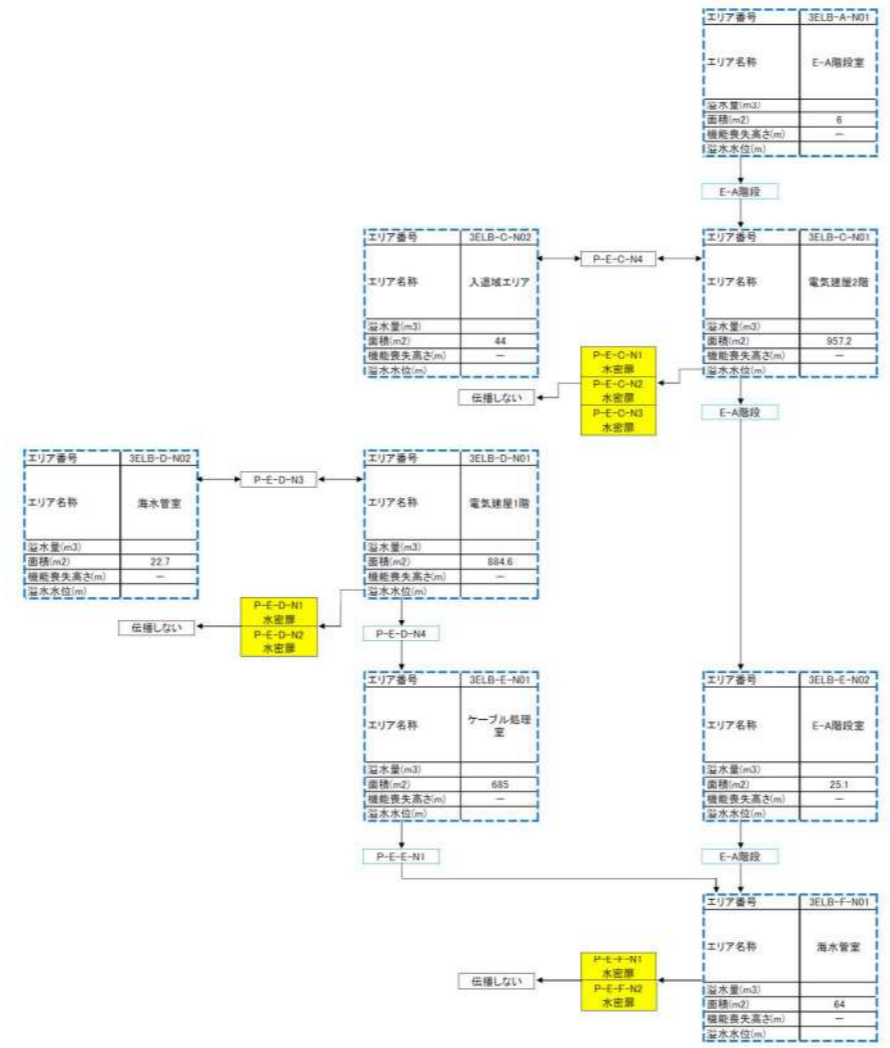 エリア番号 3ELB-A-N01
エリア名称 E-A階段室
溢水量(m3)
面積(m2) 6
機能喪失高さ(m) －
溢水水位(m)
E-A階段
エリア番号 3ELB-C-N02
エリア名称 入退域エリア
溢水量(m3)
面積(m2) 44
機能喪失高さ(m) －
溢水水位(m)
P-E-C-N4
エリア番号 3ELB-C-N01
エリア名称 電気建屋2階
溢水量(m3)
面積(m2) 957.2
機能喪失高さ(m) －
溢水水位(m)
P-E-C-N1
水密扉
P-E-C-N2
水密扉
P-E-C-N3
水密扉
伝播しない
E-A階段
エリア番号 3ELB-D-N02
エリア名称 海水管室
溢水量(m3)
面積(m2) 22.7
機能喪失高さ(m) －
溢水水位(m)
P-E-D-N3
エリア番号 3ELB-D-N01
エリア名称 電気建屋1階
溢水量(m3)
面積(m2) 884.6
機能喪失高さ(m) －
溢水水位(m)
P-E-D-N1
水密扉
P-E-D-N2
水密扉
伝播しない
P-E-D-N4
エリア番号 3ELB-E-N01
エリア名称 ケーブル処理
室
溢水量(m3)
面積(m2) 685
機能喪失高さ(m) －
溢水水位(m)
エリア番号 3ELB-E-N02
エリア名称 E-A階段室
溢水量(m3)
面積(m2) 25.1
機能喪失高さ(m) －
溢水水位(m)
P-E-E-N1
E-A階段
エリア番号 3ELB-F-N01
エリア名称 海水管室
溢水量(m3)
面積(m2) 64
機能喪失高さ(m) －
溢水水位(m)
P-E-F-N1
水密扉
P-E-F-N2
水密扉
伝播しない